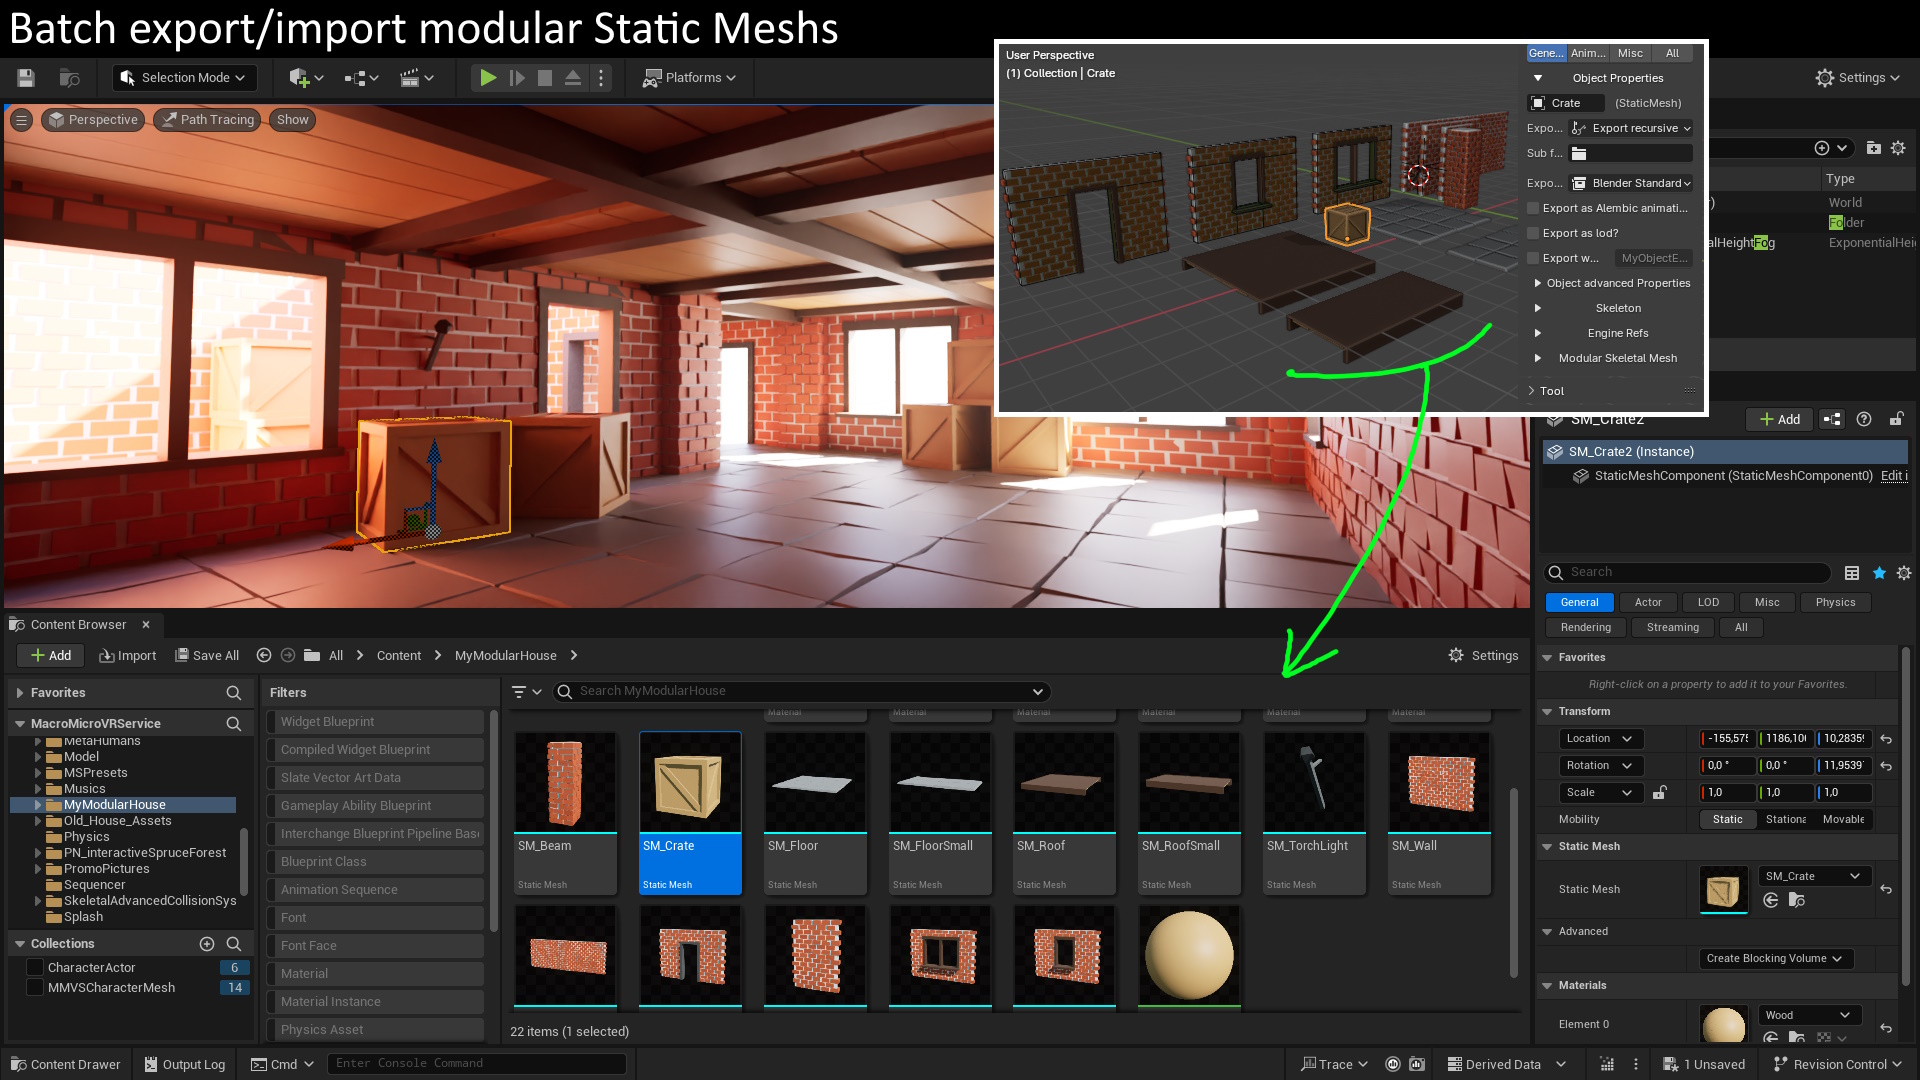 Batch export/import modular Static Meshs
Selection Mode
Platforms
Settings
Perspective
Path Tracing
Show
User Perspective
(1) Collection | Crate
Gene...
Anim...
Misc
All
Object Properties
Crate
(StaticMesh)
Expo...
Export recursive
Sub f...
Expo...
Blender Standard
Export as Alembic animati...
Export as lod?
Export w...
MyObjectE...
Object advanced Properties
Skeleton
Engine Refs
Modular Skeletal Mesh
Tool
Type
World
Folder
alHeightFog
ExponentialHei
SM_Crate2
Add
SM_Crate2 (Instance)
StaticMeshComponent (StaticMeshComponent0)
Edit i
Search
General
Actor
LOD
Misc
Physics
Rendering
Streaming
All
Favorites
Right-click on a property to add it to your Favorites.
Transform
Location
-155,57
1186,10
10,2835
Rotation
0,0 °
0,0 °
11,9539
Scale
1,0
1,0
1,0
Mobility
Static
Stationa
Movable
Static Mesh
Static Mesh
SM_Crate
Advanced
Create Blocking Volume
Materials
Element 0
Wood
Content Browser
Add
Import
Save All
All
Content
MyModularHouse
Settings
Favorites
MacroMicroVRService
MetaHumans
Model
MSPresets
Musics
MyModularHouse
Old_House_Assets
Physics
PN_interactiveSpruceForest
PromoPictures
Sequencer
SkeletalAdvancedCollisionSys
Splash
Collections
CharacterActor
6
MMVSCharacterMesh
14
Filters
Widget Blueprint
Compiled Widget Blueprint
Slate Vector Art Data
Gameplay Ability Blueprint
Interchange Blueprint Pipeline Bas
Blueprint Class
Animation Sequence
Font
Font Face
Material
Material Instance
Physics Asset
Search MyModularHouse
Material
Material
Material
Material
Material
Material
SM_Beam
SM_Crate
SM_Floor
SM_FloorSmall
SM_Roof
SM_RoofSmall
SM_TorchLight
SM_Wall
Static Mesh
Static Mesh
Static Mesh
Static Mesh
Static Mesh
Static Mesh
Static Mesh
Static Mesh
22 items (1 selected)
Content Drawer
Output Log
Cmd
Enter Console Command
Trace
Derived Data
1 Unsaved
Revision Control